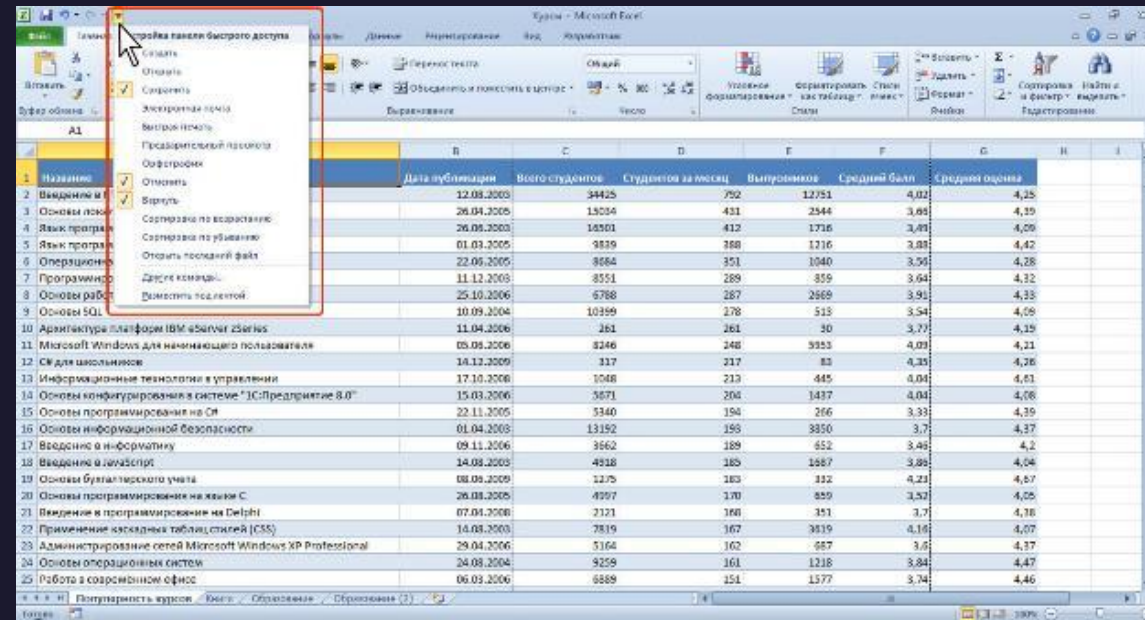 Курсы - Microsoft Excel
Файл
Данные Рецензирование Вид Разработчик
Настройка панели быстрого доступа
Создать
Открыть
Сохранить
Электронная почта
Быстрая печать
Предварительный просмотр
Орфография
Отменить
Вернуть
Сортировка по возрастанию
Сортировка по убыванию
Открыть последний файл
Другие команды...
Разместить под лентой
Вставить
Буфер обмена
Перенос текста
Объединить и поместить в центре
Выравнивание
Общий
Число
Условное форматирование
Форматировать как таблицу
Стили
Вставить
Удалить
Формат
Ячейки
Сортировка и фильтр
Найти и выделить
Редактирование
A1
B C D E F G H I
1 Название Дата публикации Всего студентов Студентов за месяц Выпускников Средний балл Средняя оценка
2 Введение в 12.08.2003 34425 792 12751 4,02 4,25
3 Основы 26.04.2005 15034 431 2544 3,66 4,39
4 Язык 26.06.2003 16501 412 1716 3,49 4,09
5 Язык 01.03.2005 9839 388 1216 3,88 4,42
6 22.06.2005 8684 351 1040 3,56 4,28
7 11.12.2003 8551 289 859 3,64 4,32
8 Основы 25.10.2006 6788 287 2669 3,91 4,33
9 Основы SQL 10.09.2004 10399 278 513 3,54 4,09
10 Архитектура платформ IBM eServer zSeries 11.04.2006 261 261 30 3,77 4,19
11 Microsoft Windows для начинающего пользователя 05.06.2006 8246 248 5953 4,09 4,21
12 C# для школьников 14.12.2009 317 217 83 4,35 4,26
13 Информационные технологии в управлении 17.10.2008 1048 213 445 4,04 4,61
14 Основы конфигурирования в системе "1С:Предприятие 8.0" 15.03.2006 5671 204 1437 4,04 4,08
15 Основы программирования на C# 22.11.2005 5340 194 266 3,33 4,39
16 Основы информационной безопасности 01.04.2003 13192 193 3850 3,7 4,37
17 Введение в информатику 09.11.2006 3662 189 652 3,46 4,2
18 Введение в JavaScript 14.08.2003 4918 185 1687 3,86 4,04
19 Основы бухгалтерского учета 08.06.2009 1275 183 332 4,23 4,67
20 Основы программирования на языке C 26.08.2005 4997 170 659 3,52 4,05
21 Введение в программирование на Delphi 07.04.2008 2121 168 351 3,7 4,38
22 Применение каскадных таблиц стилей (CSS) 14.08.2003 7819 167 3619 4,16 4,07
23 Администрирование сетей Microsoft Windows XP Professional 29.04.2006 5164 162 687 3,6 4,37
24 Основы операционных систем 24.08.2004 9259 161 1218 3,84 4,47
25 Работа в современном офисе 06.03.2006 6889 151 1577 3,74 4,46
Популярность курсов Книги Образование Образование (2)
Готово
100%